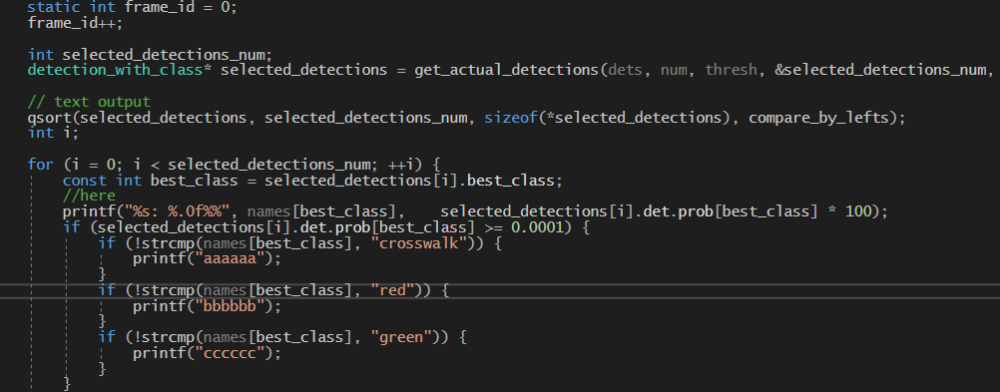 static int frame_id = 0;
frame_id++;
int selected_detections_num;
detection_with_class* selected_detections = get_actual_detections(dets, num, thresh, &selected_detections_num,
// text output
qsort(selected_detections, selected_detections_num, sizeof(*selected_detections), compare_by_lefts);
int i;
for (i = 0; i < selected_detections_num; ++i) {
const int best_class = selected_detections[i].best_class;
//here
printf("%s: %.0f%%", names[best_class],    selected_detections[i].det.prob[best_class] * 100);
if (selected_detections[i].det.prob[best_class] >= 0.0001) {
if (!strcmp(names[best_class], "crosswalk")) {
printf("aaaaaa");
}
if (!strcmp(names[best_class], "red")) {
printf("bbbbbb");
}
if (!strcmp(names[best_class], "green")) {
printf("cccccc");
}
}